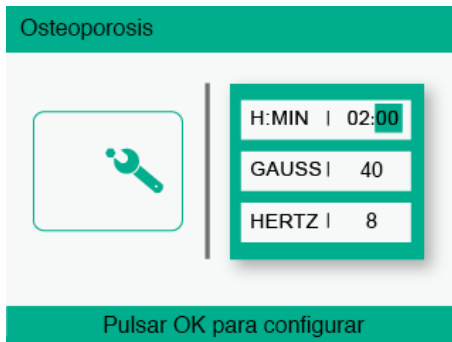 Osteoporosis
H:MIN | 02:00
GAUSS | 40
HERTZ | 8
Pulsar OK para configurar